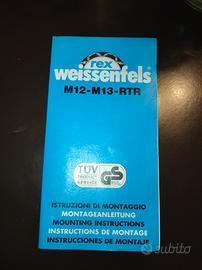 rex
weissenfels®
M12-M13-RTR
TÜV
PRODUCT
SERVICE
GS
ISTRUZIONI DI MONTAGGIO
MONTAGEANLEITUNG
MOUNTING INSTRUCTIONS
INSTRUCTIONS DE MONTAGE
INSTRUCCIONES DE MONTAJE
subito